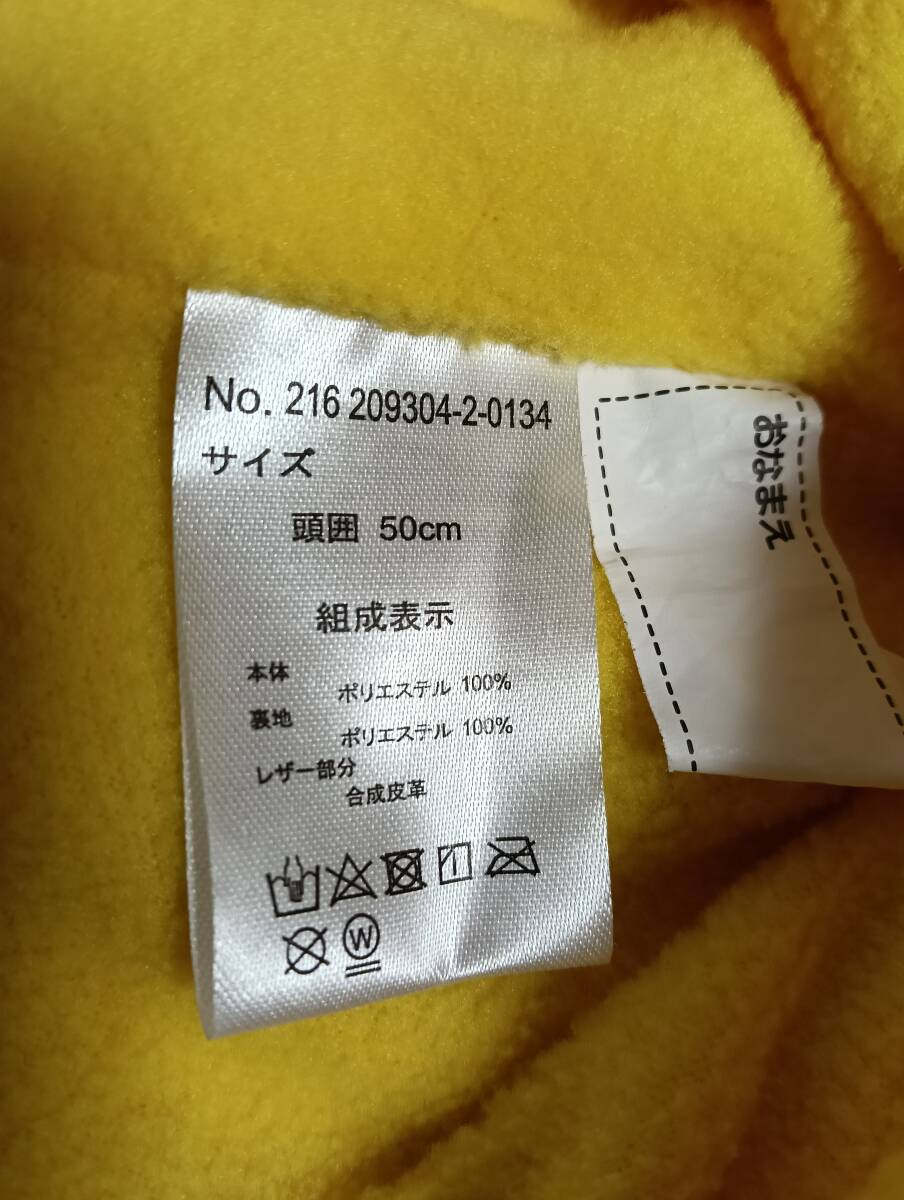 No. 216 209304-2-0134
サイズ
頭囲 50cm
組成表示
本体
ポリエステル 100%
裏地
ポリエステル 100%
レザー部分
合成皮革
W
おなまえ